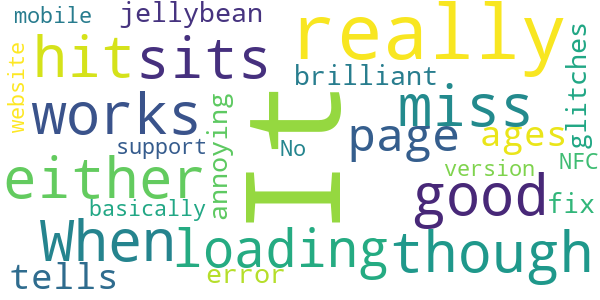 mobile
jellybean
really
hit
sits
website
brilliant
glitches
works
annoying
It
miss
page
ages
support
No
NFC
version
either
good
fix
basically
When
loading
though
tells
error